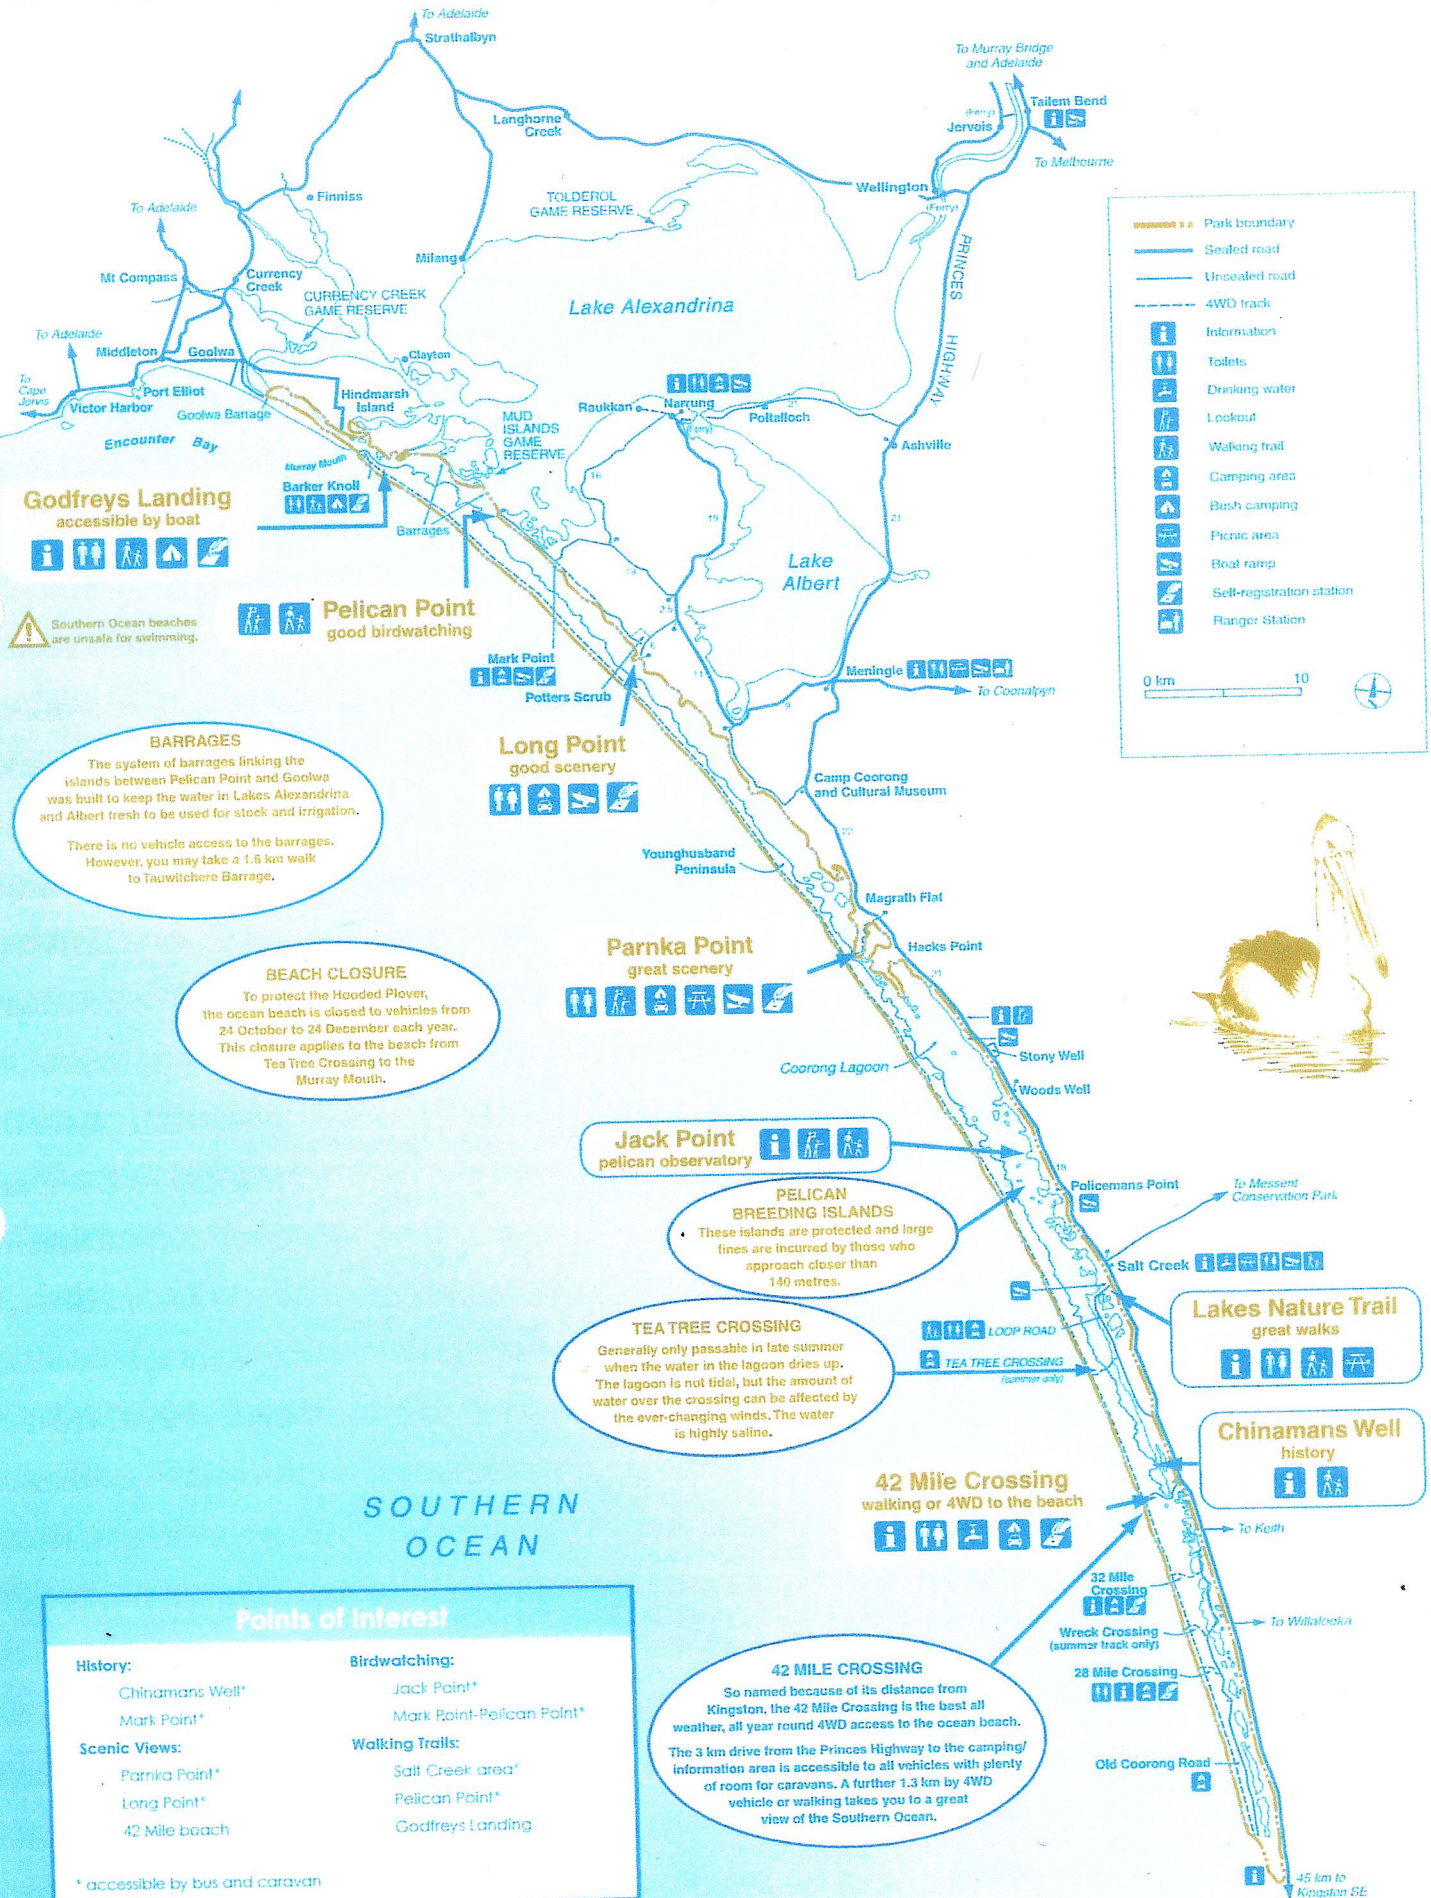 To Adelaide
Strathalbyn
To Murray Bridge
and Adelaide
Tailem Bend
(Ferry)
Jervois
To Melbourne
Langhorne
Creek
Wellington
(Ferry)
Finniss
TOLDEROL
GAME RESERVE
To Adelaide
Milang
PRINCES HIGHWAY
Mt Compass
Currency
Creek
CURRENCY CREEK
GAME RESERVE
Lake Alexandrina
To Adelaide
Middleton
Goolwa
Clayton
To
Cape
Jervis
Victor Harbor
Port Elliot
Goolwa Barrage
Hindmarsh
Island
Encounter Bay
MUD
ISLANDS
GAME
RESERVE
Raukkan
Narrung
(Ferry)
Poltalloch
21
Ashville
Murray Mouth
Barker Knoll
Barrages
16
19
21
Lake
Albert
Park boundary
Sealed road
Unsealed road
4WD track
Information
Toilets
Drinking water
Lookout
Walking trail
Camping area
Bush camping
Picnic area
Boat ramp
Self-registration station
Ranger Station
0 km 10
Godfreys Landing
accessible by boat
Southern Ocean beaches
are unsafe for swimming.
Pelican Point
good birdwatching
19
2.5
6
11
9
Mark Point
Potters Scrub
Meningie
To Coonalpyn
Long Point
good scenery
BARRAGES
The system of barrages linking the
islands between Pelican Point and Goolwa
was built to keep the water in Lakes Alexandrina
and Albert fresh to be used for stock and irrigation.
There is no vehicle access to the barrages.
However, you may take a 1.6 km walk
to Tauwitchere Barrage.
Camp Coorong
and Cultural Museum
22
Younghusband
Peninsula
Magrath Flat
Hacks Point
21
Parnka Point
great scenery
BEACH CLOSURE
To protect the Hooded Plover,
the ocean beach is closed to vehicles from
24 October to 24 December each year.
This closure applies to the beach from
Tea Tree Crossing to the
Murray Mouth.
Stony Well
Coorong Lagoon
Woods Well
Jack Point
pelican observatory
18
Policemans Point
To Messent
Conservation Park
PELICAN
BREEDING ISLANDS
These islands are protected and large
fines are incurred by those who
approach closer than
140 metres.
Salt Creek
Lakes Nature Trail
great walks
LOOP ROAD
TEA TREE CROSSING
(summer only)
TEA TREE CROSSING
Generally only passable in late summer
when the water in the lagoon dries up.
The lagoon is not tidal, but the amount of
water over the crossing can be affected by
the ever-changing winds. The water
is highly saline.
Chinamans Well
history
42 Mile Crossing
walking or 4WD to the beach
To Keith
SOUTHERN
OCEAN
32 Mile
Crossing
To Willalooka
Wreck Crossing
(summer track only)
28 Mile Crossing
42 MILE CROSSING
So named because of its distance from
Kingston, the 42 Mile Crossing is the best all
weather, all year round 4WD access to the ocean beach.
The 3 km drive from the Princes Highway to the camping/
information area is accessible to all vehicles with plenty
of room for caravans. A further 1.3 km by 4WD
vehicle or walking takes you to a great
view of the Southern Ocean.
Old Coorong Road
45 km to
Kingston SE
Points of Interest
History:
Chinamans Well*
Mark Point*
Scenic Views:
Parnka Point*
Long Point*
42 Mile beach
Birdwatching:
Jack Point*
Mark Point-Pelican Point*
Walking Trails:
Salt Creek area*
Pelican Point*
Godfreys Landing
* accessible by bus and caravan